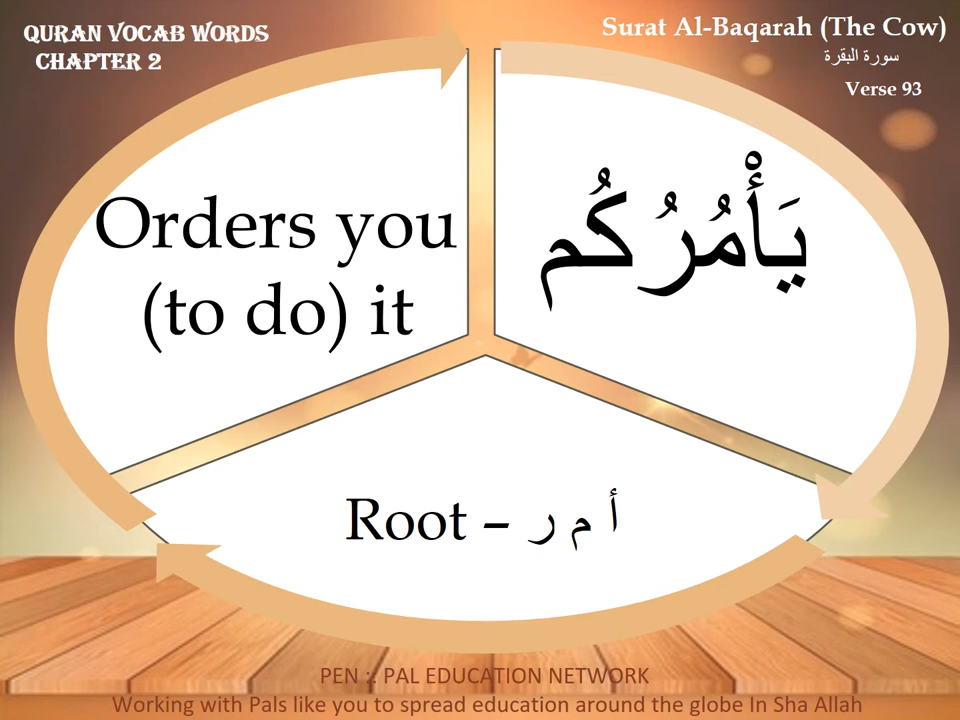 QURAN VOCAB WORDS
CHAPTER 2
Surat Al-Baqarah (The Cow)
سورة البقرة
Verse 93
Orders you
(to do) it
يَأْمُرُكُم
Root – أ م ر
PEN :: PAL EDUCATION NETWORK
Working with Pals like you to spread education around the globe In Sha Allah